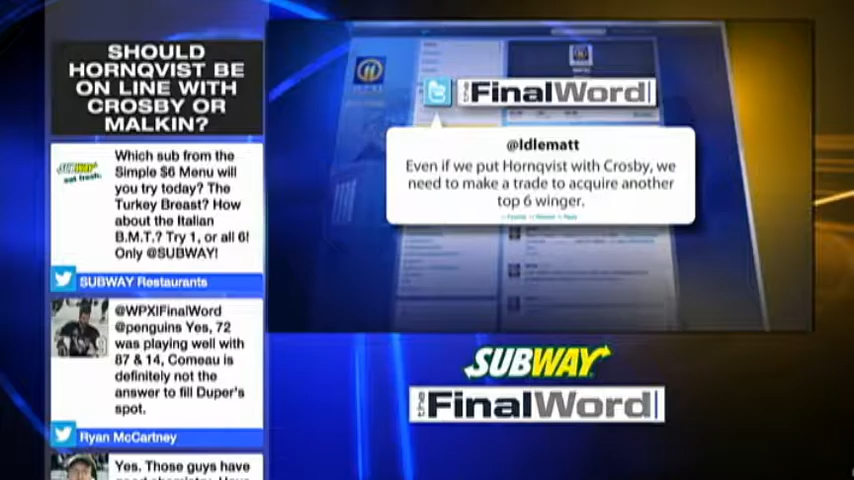 SHOULD
HORNQVIST BE
ON LINE WITH
CROSBY OR
MALKIN?
SUBWAY
eat fresh.
Which sub from the
Simple $6 Menu will
you try today? The
Turkey Breast? How
about the Italian
B.M.T.? Try 1, or all 6!
Only @SUBWAY!
SUBWAY Restaurants
@WPXIFinalWord
@penguins Yes, 72
was playing well with
87 & 14, Comeau is
definitely not the
answer to fill Duper's
spot.
Ryan McCartney
Yes. Those guys have
the FinalWord
@ldlematt
Even if we put Hornqvist with Crosby, we
need to make a trade to acquire another
top 6 winger.
SUBWAY
the FinalWord